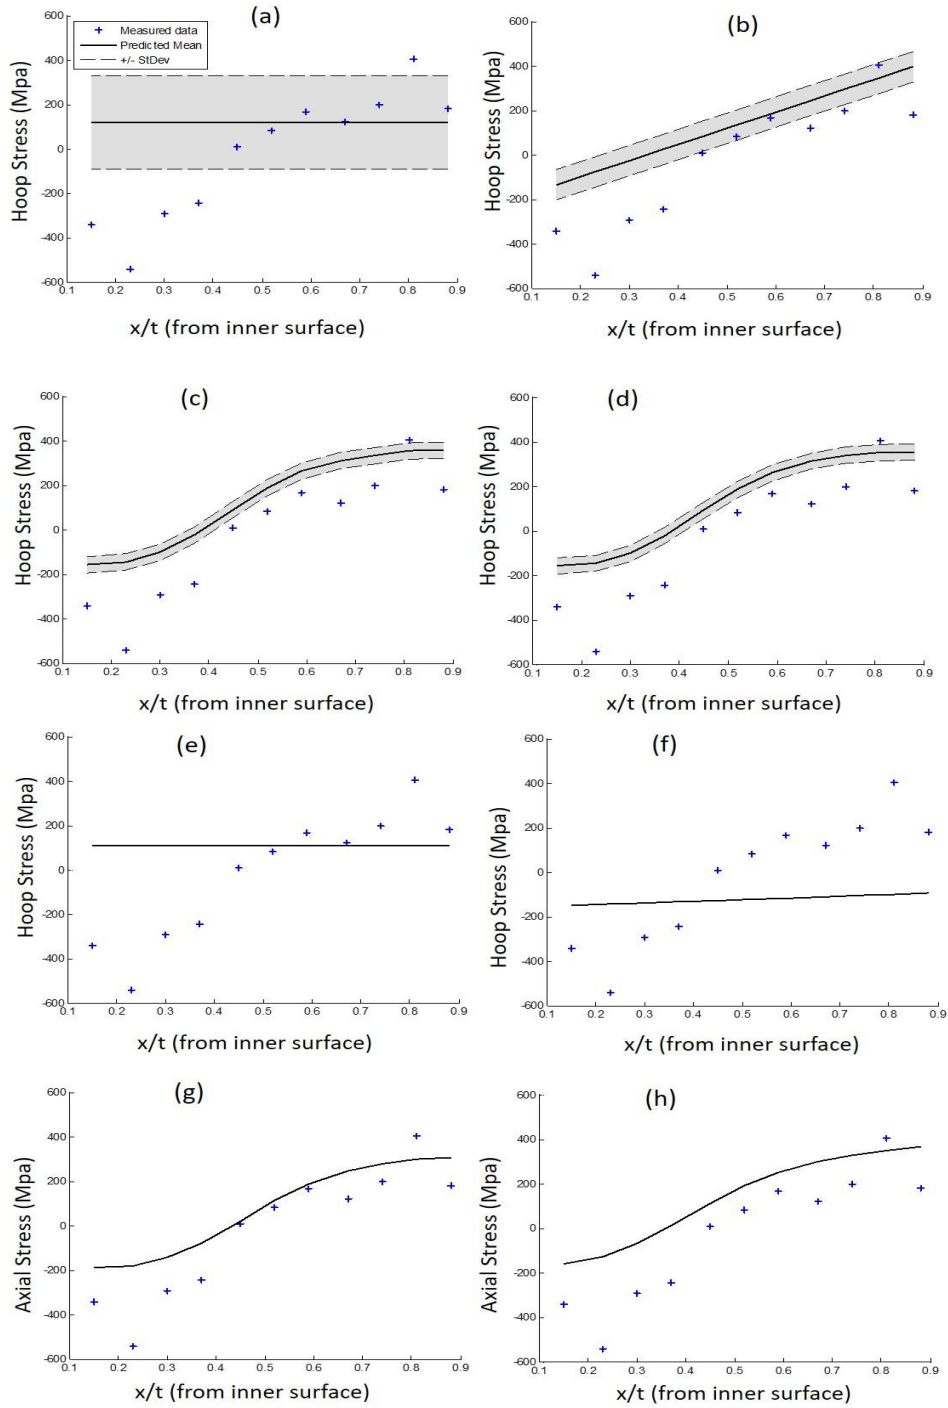 (a)
Measured data
Predicted Mean
+/- StDev
Hoop Stress (Mpa)
600
400
200
0
-200
-400
-600
0.1 0.2 0.3 0.4 0.5 0.6 0.7 0.8 0.9
x/t (from inner surface)
(b)
Hoop Stress (Mpa)
600
400
200
0
-200
-400
-600
0.1 0.2 0.3 0.4 0.5 0.6 0.7 0.8 0.9
x/t (from inner surface)
(c)
Hoop Stress (Mpa)
600
400
200
0
-200
-400
-600
0.1 0.2 0.3 0.4 0.5 0.6 0.7 0.8 0.9
x/t (from inner surface)
(d)
Hoop Stress (Mpa)
600
400
200
0
-200
-400
-600
0.1 0.2 0.3 0.4 0.5 0.6 0.7 0.8 0.9
x/t (from inner surface)
(e)
Hoop Stress (Mpa)
600
400
200
0
-200
-400
-600
0.1 0.2 0.3 0.4 0.5 0.6 0.7 0.8 0.9
x/t (from inner surface)
(f)
Hoop Stress (Mpa)
600
400
200
0
-200
-400
-600
0.1 0.2 0.3 0.4 0.5 0.6 0.7 0.8 0.9
x/t (from inner surface)
(g)
Axial Stress (Mpa)
600
400
200
0
-200
-400
-600
0.1 0.2 0.3 0.4 0.5 0.6 0.7 0.8 0.9
x/t (from inner surface)
(h)
Axial Stress (Mpa)
600
400
200
0
-200
-400
-600
0.1 0.2 0.3 0.4 0.5 0.6 0.7 0.8 0.9
x/t (from inner surface)